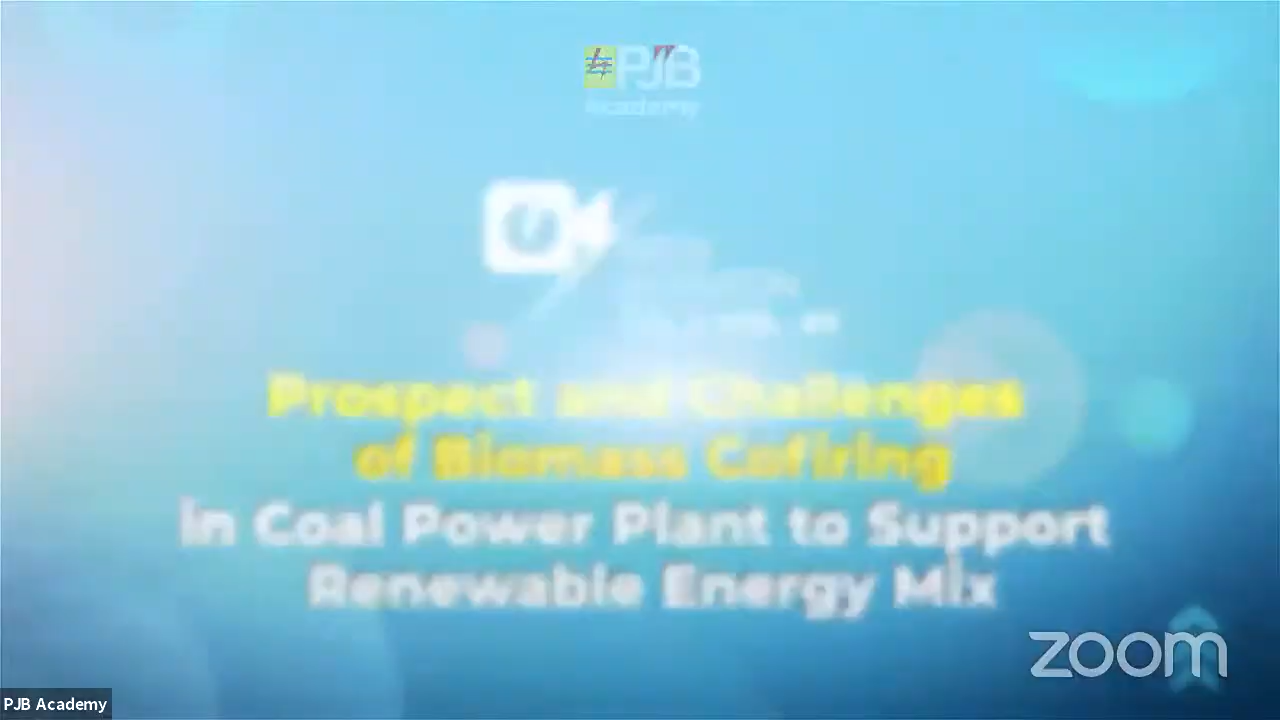 PJB
Academy
Prospect and Challenges
of Biomass Cofiring
in Coal Power Plant to Support
Renewable Energy Mix
zoom
PJB Academy